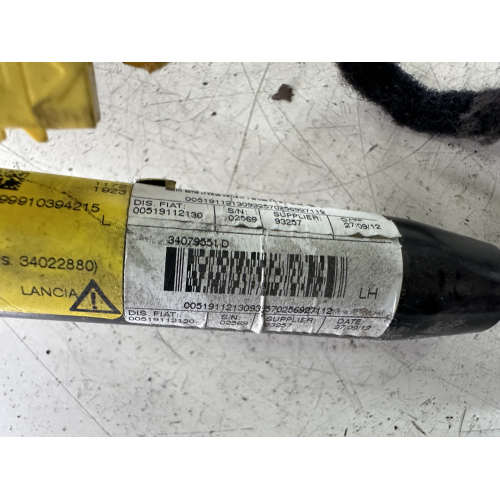 1923
99910394215
L
s. 34022880)
LANCIA
DIS. FIAT: S/N: SUPPLIER: DATE:
00519112130 02569 93257 27/09/12
34079551 D
LH
00519112130932570256927112
DIS. FIAT: S/N: SUPPLIER: DATE:
00519112130 02569 93257 27/09/12